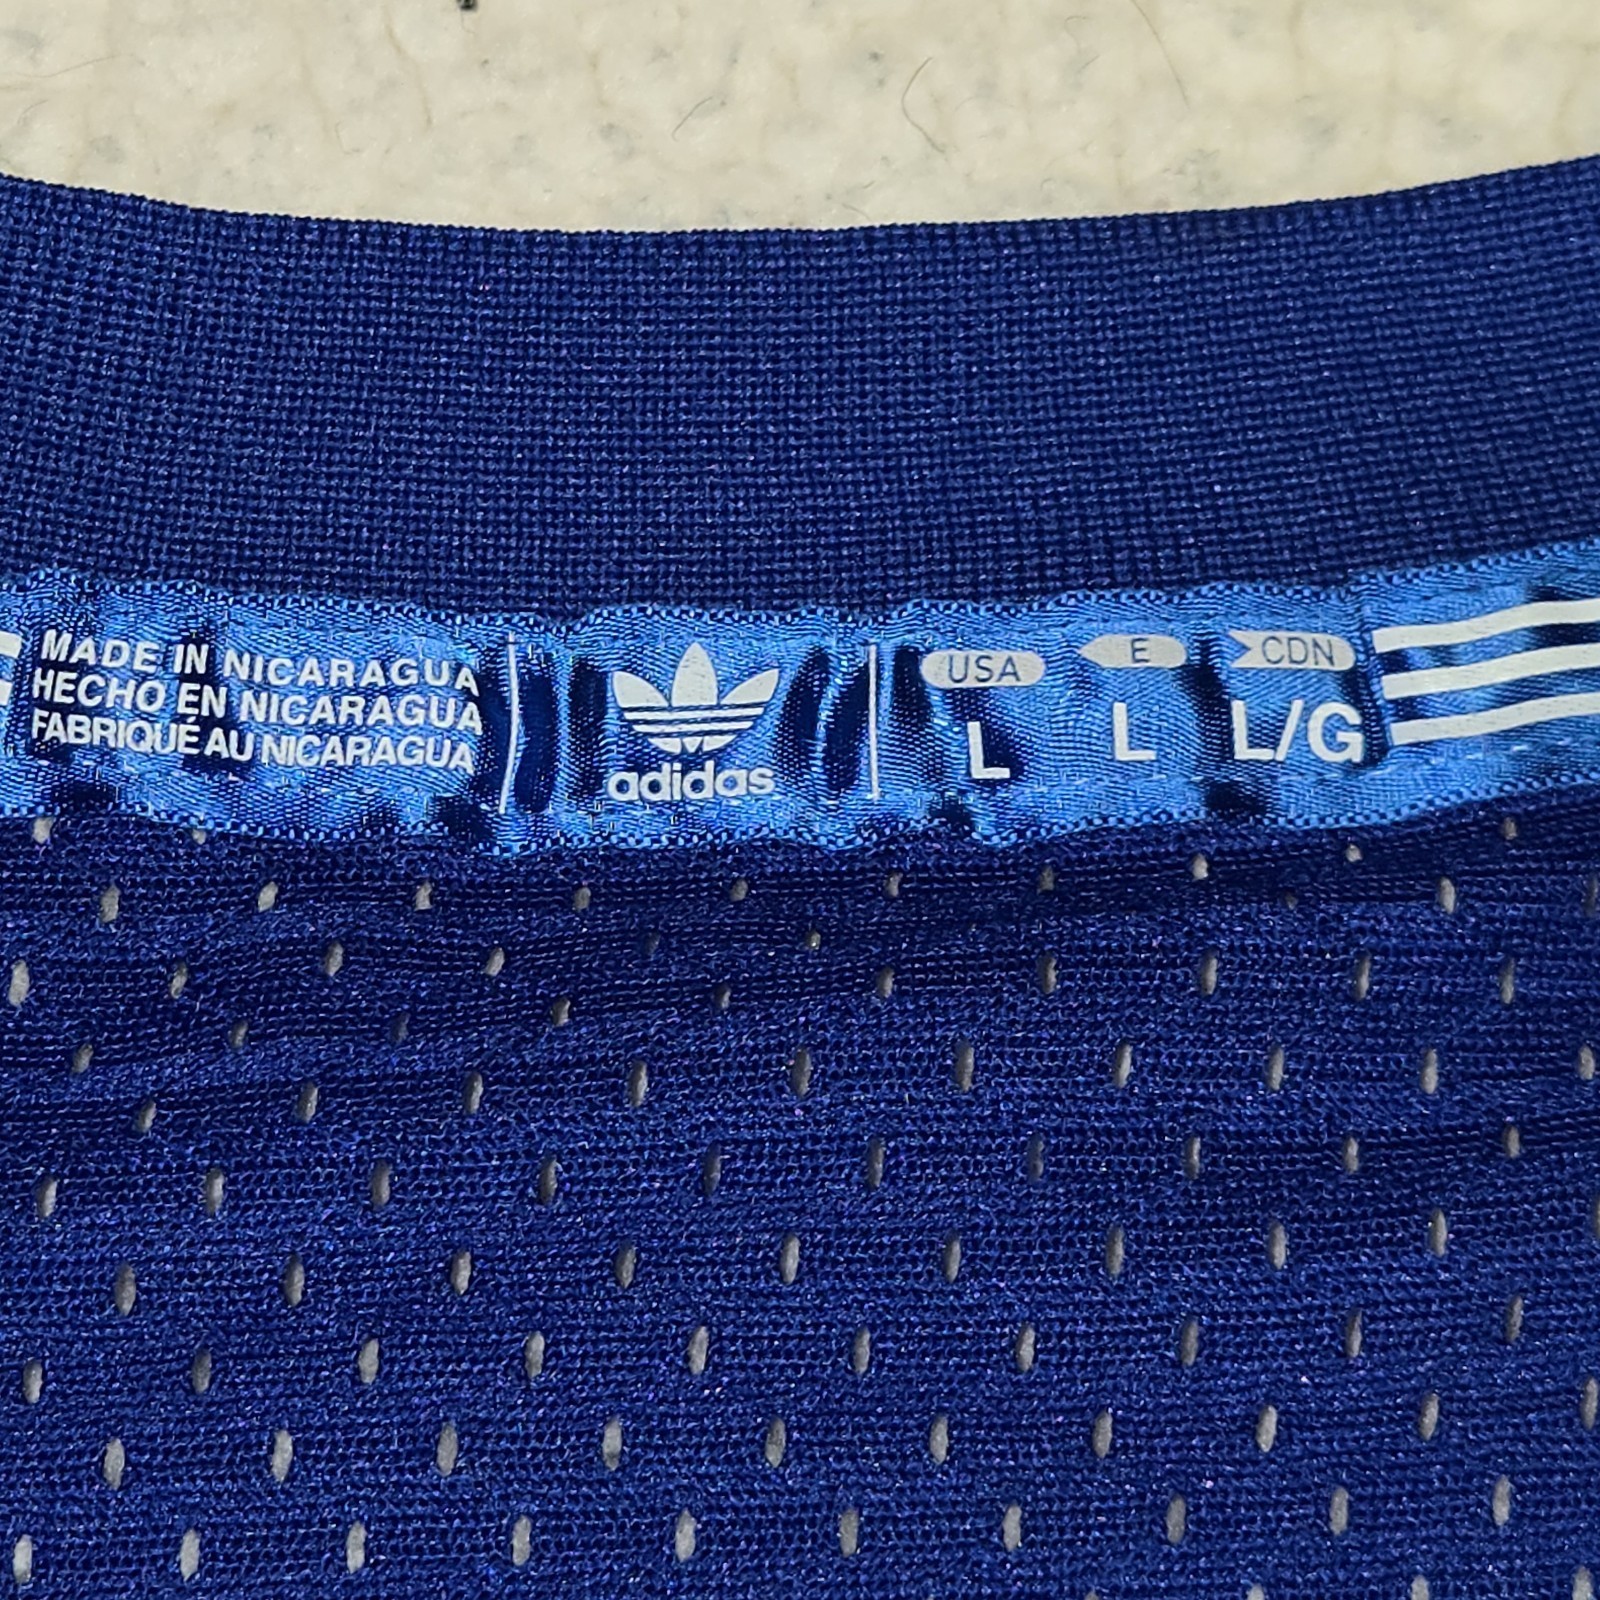 MADE IN NICARAGUA
HECHO EN NICARAGUA
FABRIQUÉ AU NICARAGUA
adidas
USA E CDN
L L L/G